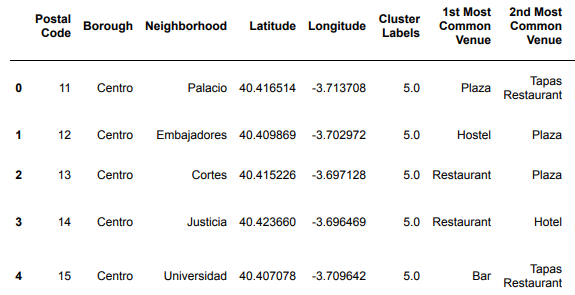 Postal Code Borough Neighborhood Latitude Longitude Cluster Labels 1st Most Common Venue 2nd Most Common Venue
0 11 Centro Palacio 40.416514 -3.713708 5.0 Plaza Tapas Restaurant
1 12 Centro Embajadores 40.409869 -3.702972 5.0 Hostel Plaza
2 13 Centro Cortes 40.415226 -3.697128 5.0 Restaurant Plaza
3 14 Centro Justicia 40.423660 -3.696469 5.0 Restaurant Hotel
4 15 Centro Universidad 40.407078 -3.709642 5.0 Bar Tapas Restaurant